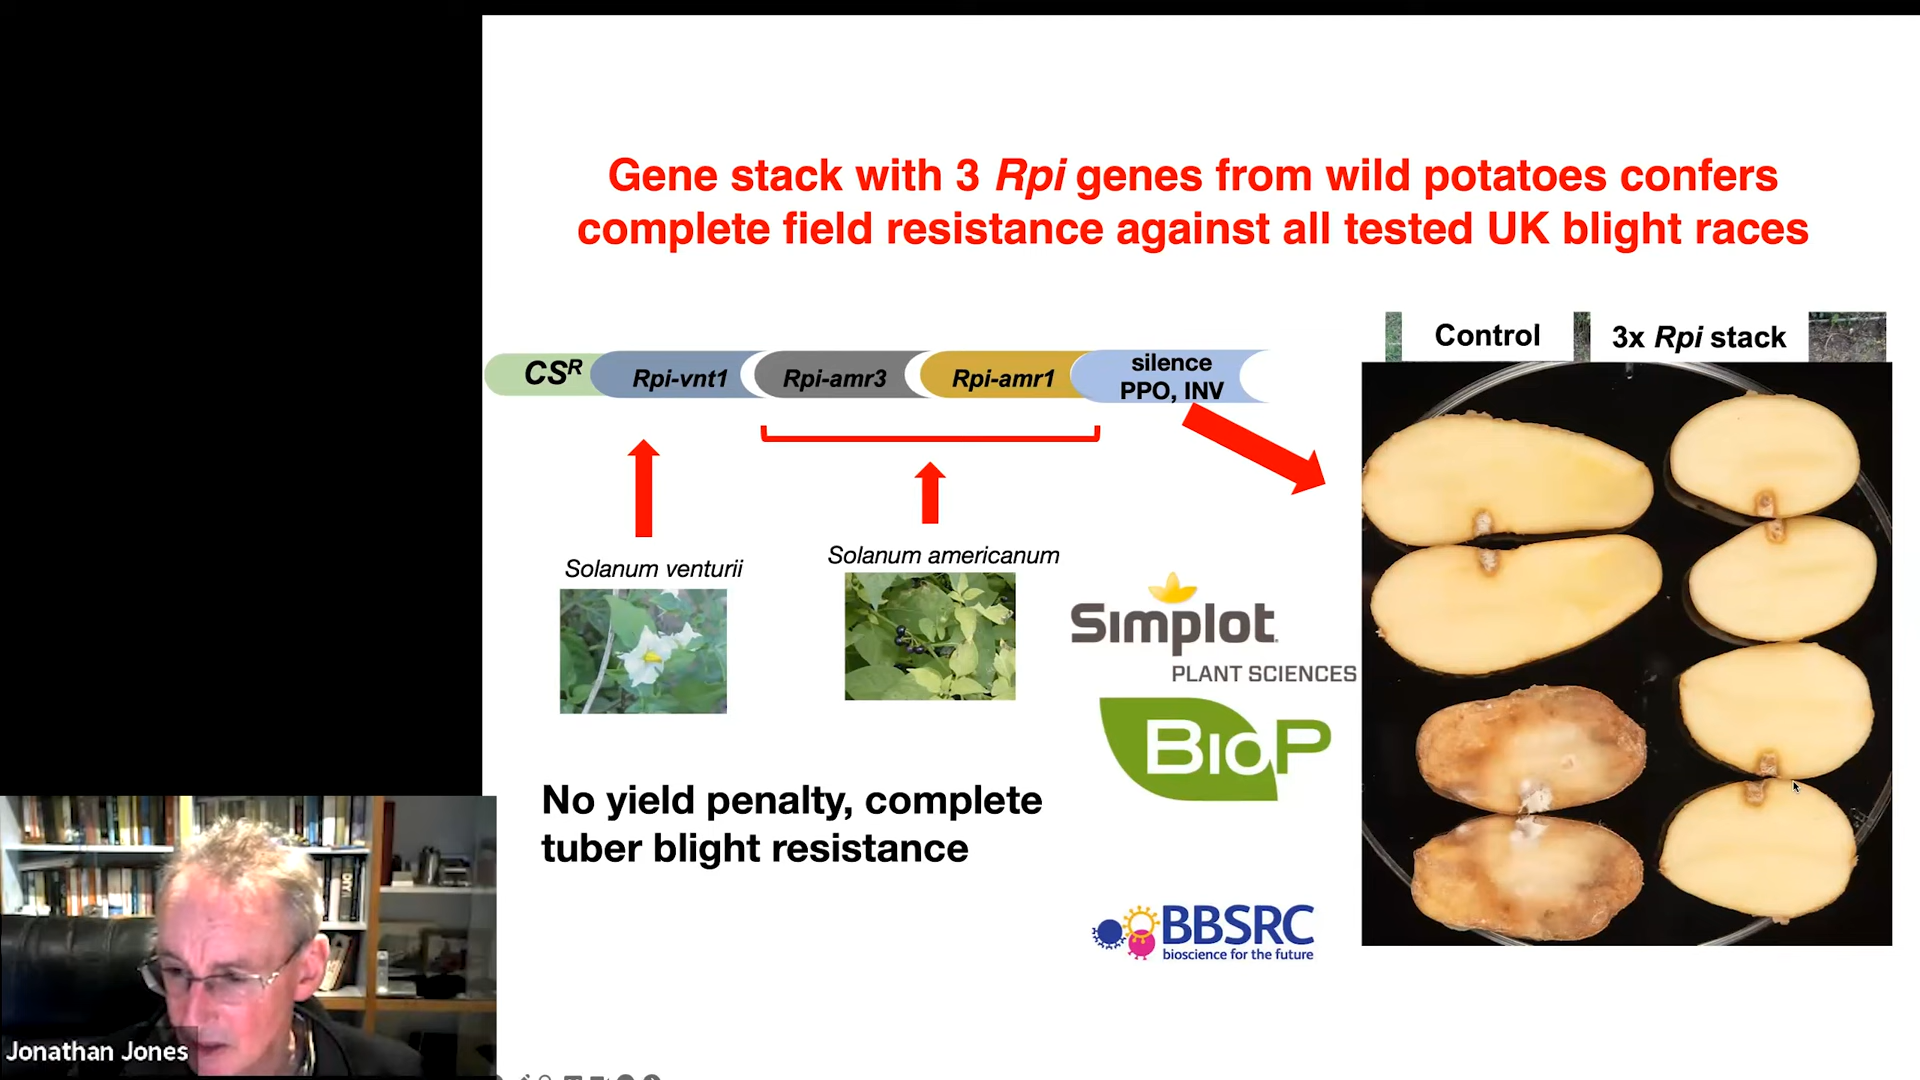 Gene stack with 3 Rpi genes from wild potatoes confers
complete field resistance against all tested UK blight races
Control
3x Rpi stack
CSR
Rpi-vnt1
Rpi-amr3
Rpi-amr1
silence
PPO, INV
Solanum venturii
Solanum americanum
Simplot
PLANT SCIENCES
BioP
No yield penalty, complete
tuber blight resistance
BBSRC
bioscience for the future
Jonathan Jones